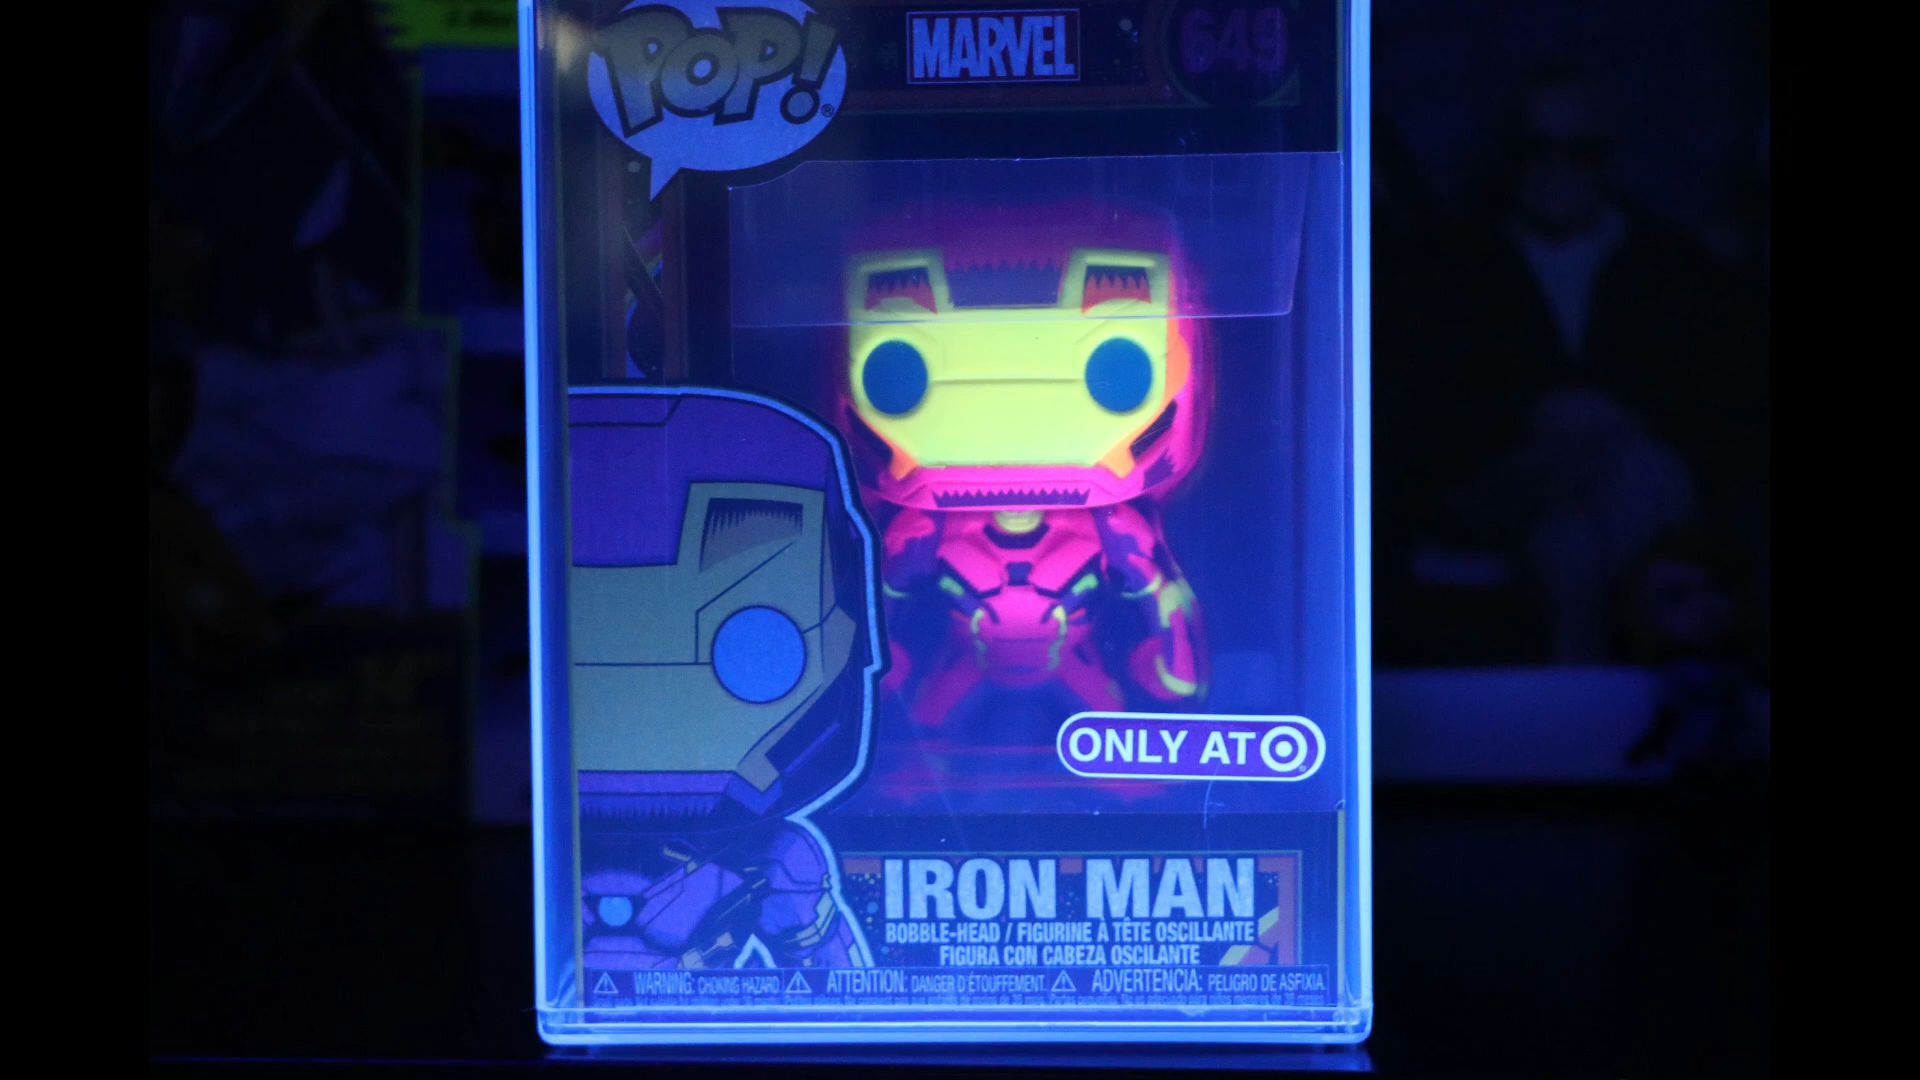 POP!®
MARVEL
649
ONLY AT
IRON MAN
BOBBLE-HEAD / FIGURINE À TÊTE OSCILLANTE
FIGURA CON CABEZA OSCILANTE
WARNING: CHOKING HAZARD ATTENTION: DANGER D'ÉTOUFFEMENT. ADVERTENCIA: PELIGRO DE ASFIXIA.